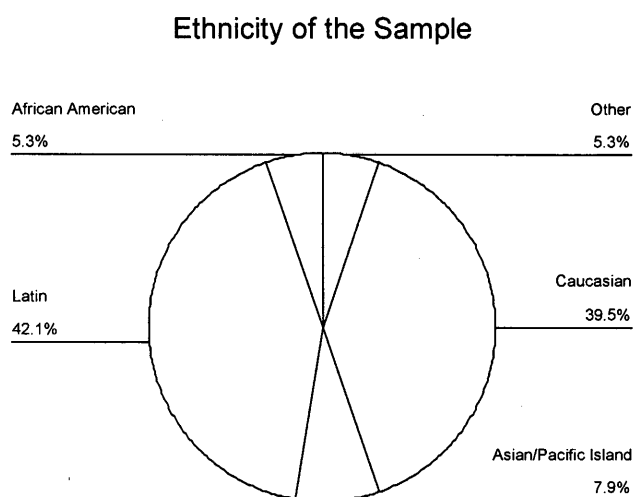 Ethnicity of the Sample
African American
5.3%
Other
5.3%
Latin
42.1%
Caucasian
39.5%
Asian/Pacific Island
7.9%